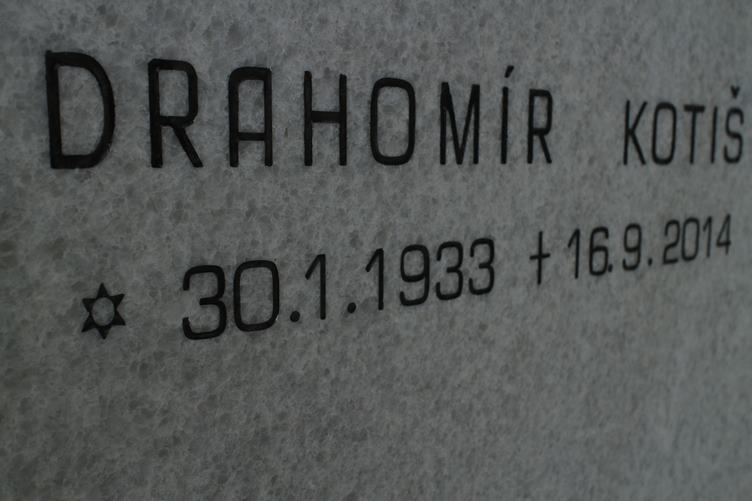 DRAHOMÍR KOTIŠ
✡ 30.1.1933 † 16.9.2014